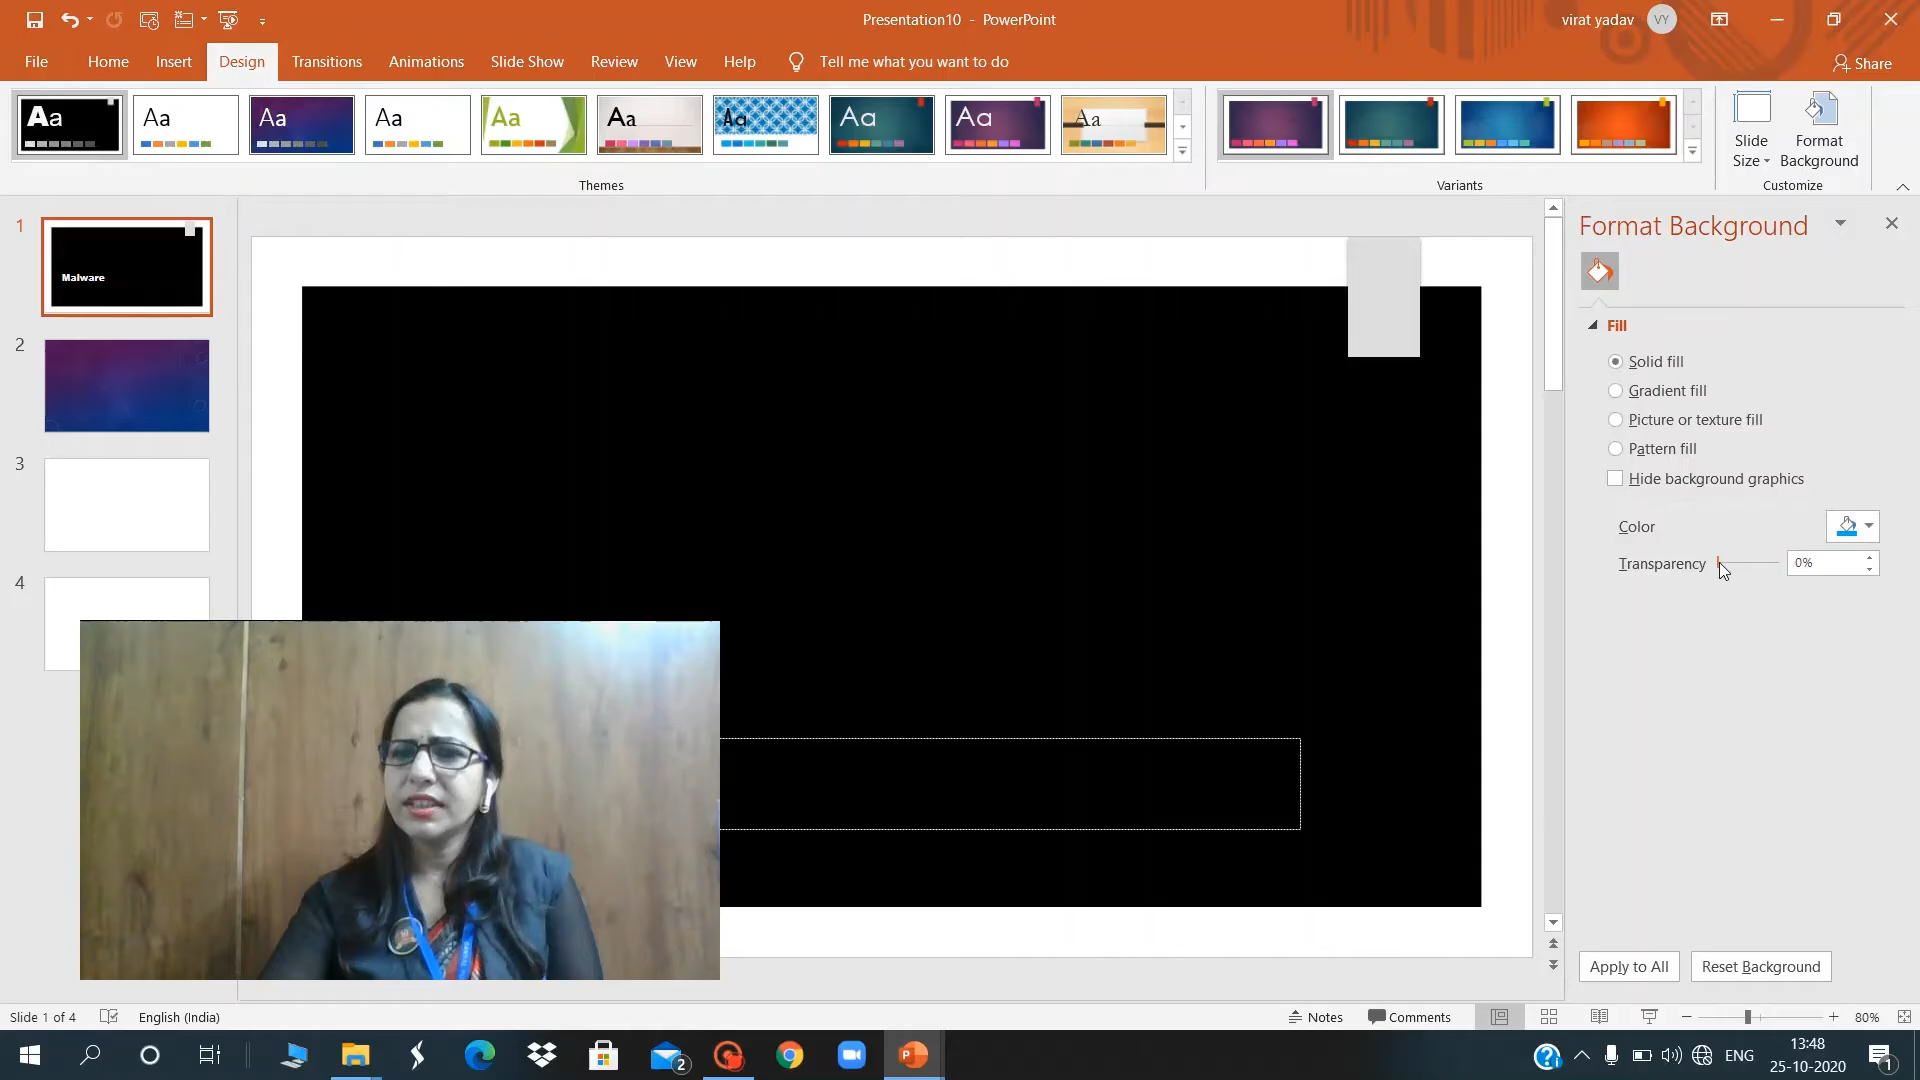 Presentation10 - PowerPoint
virat yadav VY
File Home Insert Design Transitions Animations Slide Show Review View Help Tell me what you want to do Share
Aa Aa Aa Aa Aa Aa Aa Aa Aa Aa
Slide Size
Format Background
Themes Variants Customize
1
Malware
2
3
4
Format Background
Fill
Solid fill
Gradient fill
Picture or texture fill
Pattern fill
Hide background graphics
Color
Transparency 0%
Apply to All Reset Background
Slide 1 of 4 English (India) Notes Comments 80%
2 P ENG 13:48
25-10-2020 1